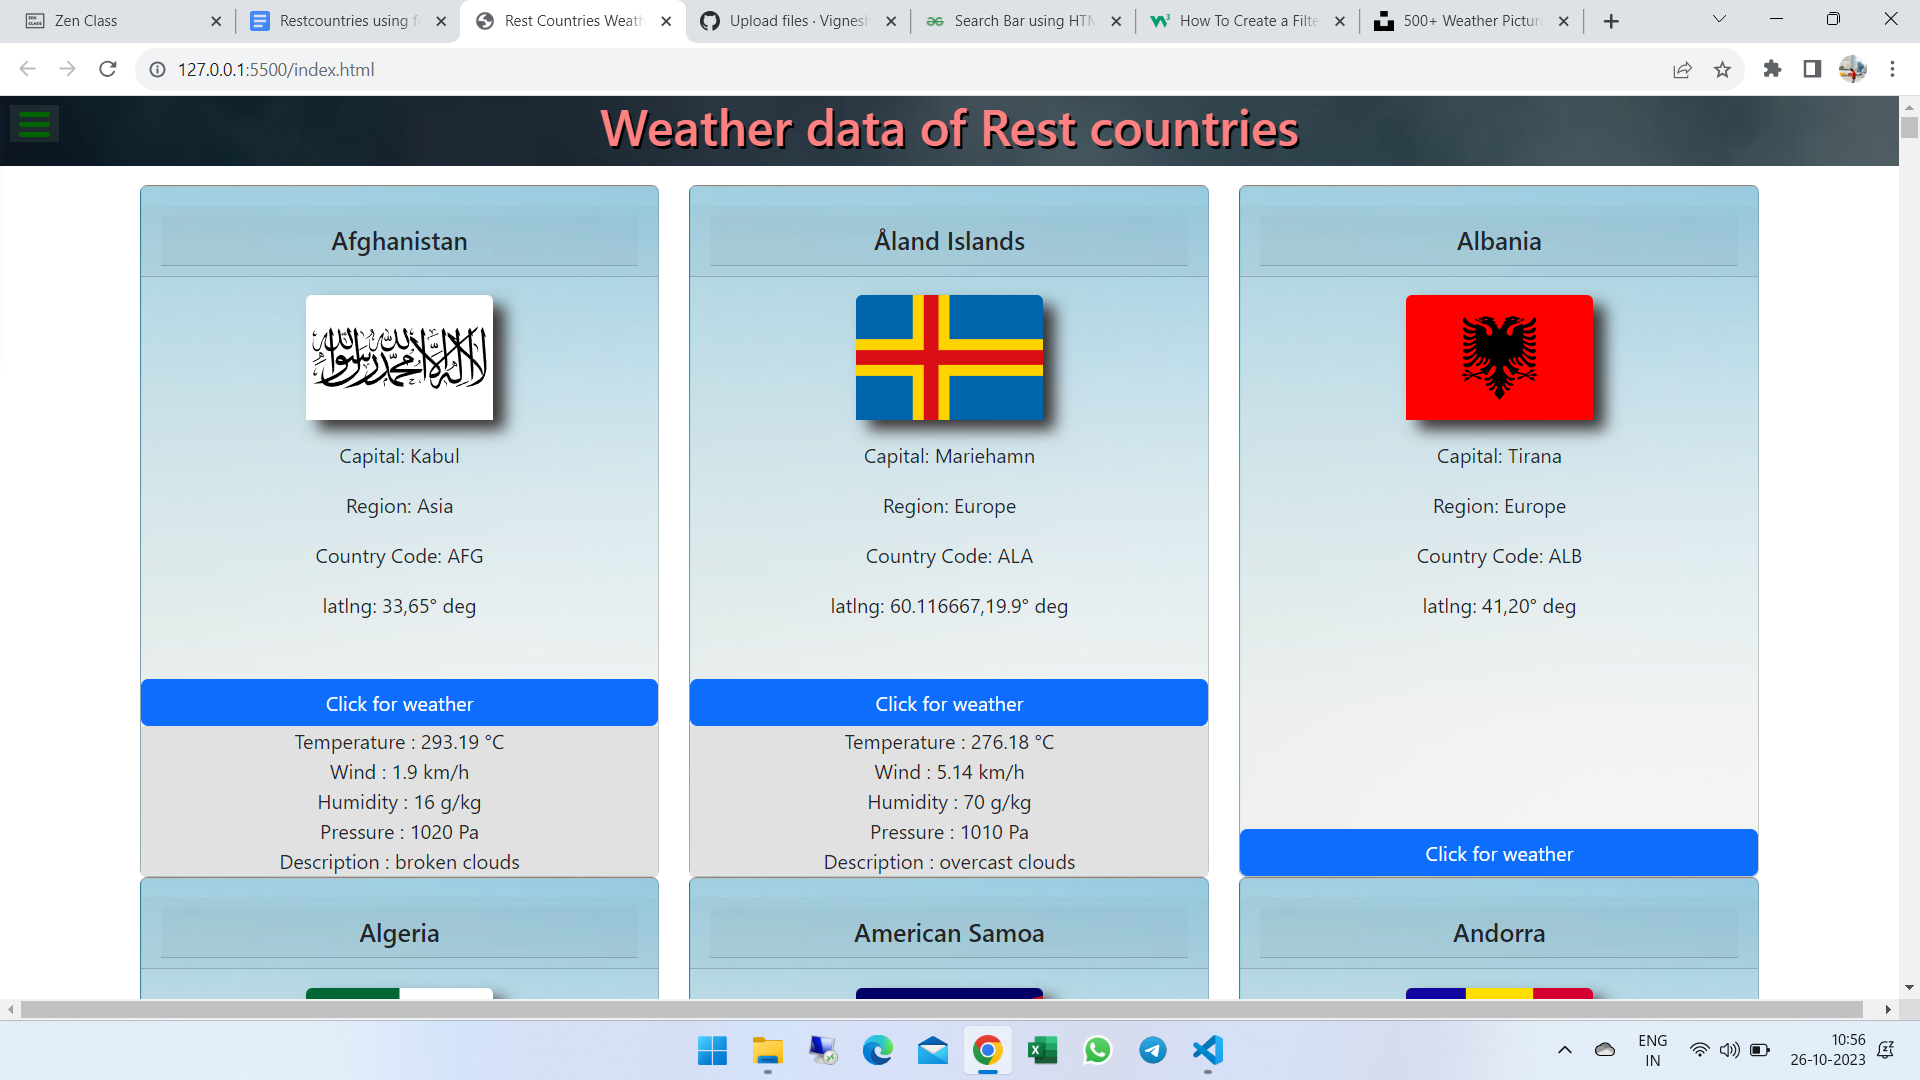 Zen Class
Restcountries using f
Rest Countries Weath
Upload files · Vignesh
Search Bar using HTM
How To Create a Filte
500+ Weather Picture
127.0.0.1:5500/index.html
Weather data of Rest countries
Afghanistan
Åland Islands
Albania
لا إله إلا الله محمد رسول الله
Capital: Kabul
Capital: Mariehamn
Capital: Tirana
Region: Asia
Region: Europe
Region: Europe
Country Code: AFG
Country Code: ALA
Country Code: ALB
latlng: 33,65° deg
latlng: 60.116667,19.9° deg
latlng: 41,20° deg
Click for weather
Click for weather
Temperature : 293.19 °C
Temperature : 276.18 °C
Wind : 1.9 km/h
Wind : 5.14 km/h
Humidity : 16 g/kg
Humidity : 70 g/kg
Pressure : 1020 Pa
Pressure : 1010 Pa
Click for weather
Description : broken clouds
Description : overcast clouds
Algeria
American Samoa
Andorra
ENG
IN
10:56
26-10-2023